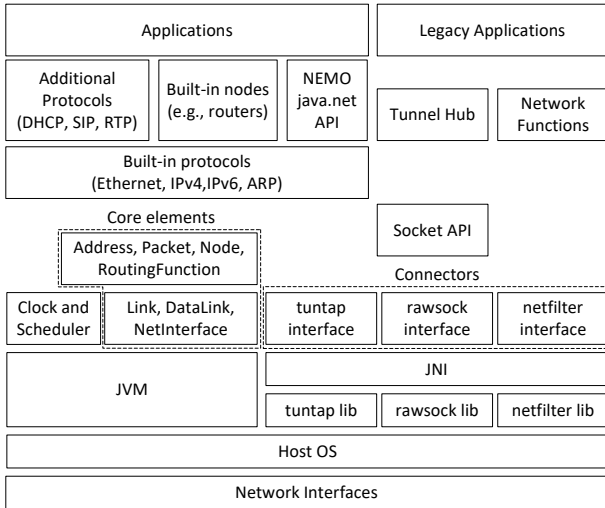 Applications
Legacy Applications
Additional
Protocols
(DHCP, SIP, RTP)
Built-in nodes
(e.g., routers)
NEMO
java.net
API
Tunnel Hub
Network
Functions
Built-in protocols
(Ethernet, IPv4,IPv6, ARP)
Core elements
Socket API
Address, Packet, Node,
RoutingFunction
Connectors
Clock and
Scheduler
Link, DataLink,
NetInterface
tuntap
interface
rawsock
interface
netfilter
interface
JVM
JNI
tuntap lib
rawsock lib
netfilter lib
Host OS
Network Interfaces